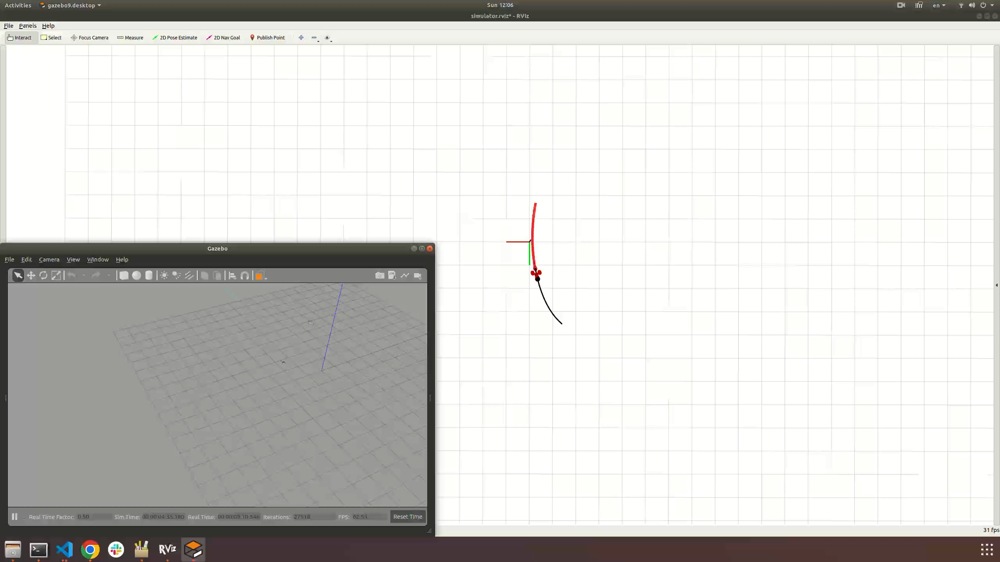 Activities gazebo9.desktop Sun 12:06 en
simulator.rviz* - RViz
File Panels Help
Interact Select Focus Camera Measure 2D Pose Estimate 2D Nav Goal Publish Point
Gazebo
File Edit Camera View Window Help
Real Time Factor: 0.50 Sim Time: 00 00:04:35.180 Real Time: 00 00:09:10.546 Iterations: 27518 FPS: 62.53 Reset Time
31 fps
RViz